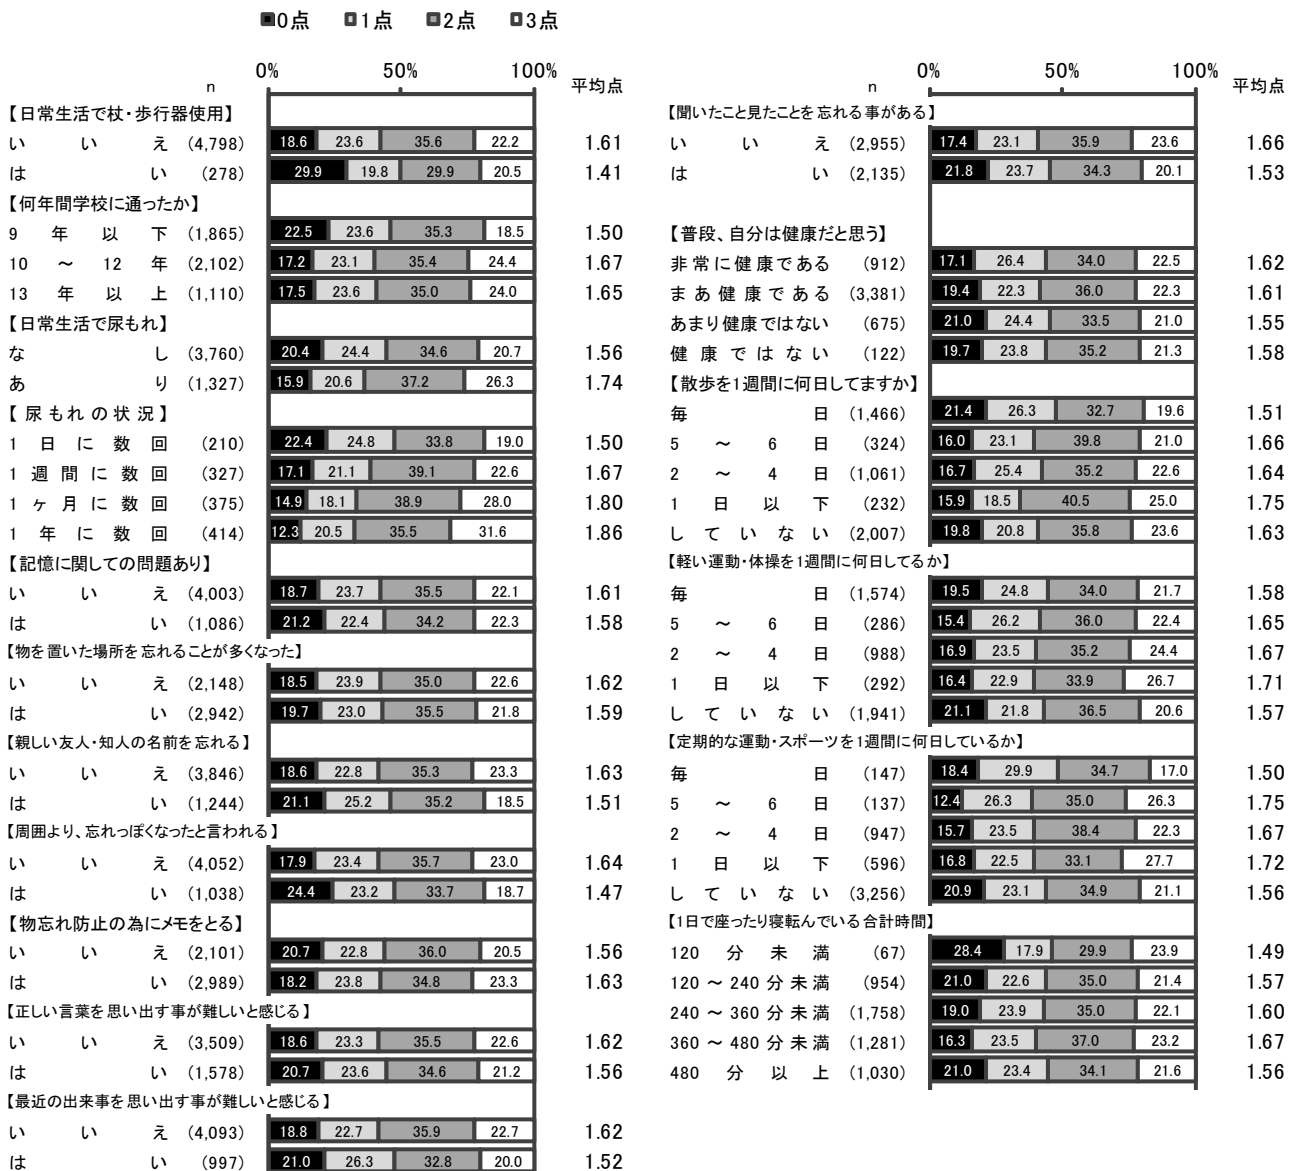 ■0点 □1点 ■2点 □3点
n 0% 50% 100% 平均点
【日常生活で杖・歩行器使用】
いいえ (4,798) 18.6 23.6 35.6 22.2 1.61
はい (278) 29.9 19.8 29.9 20.5 1.41
【何年間学校に通ったか】
9年以下 (1,865) 22.5 23.6 35.3 18.5 1.50
10～12年 (2,102) 17.2 23.1 35.4 24.4 1.67
13年以上 (1,110) 17.5 23.6 35.0 24.0 1.65
【日常生活で尿もれ】
なし (3,760) 20.4 24.4 34.6 20.7 1.56
あり (1,327) 15.9 20.6 37.2 26.3 1.74
【尿もれの状況】
1日に数回 (210) 22.4 24.8 33.8 19.0 1.50
1週間に数回 (327) 17.1 21.1 39.1 22.6 1.67
1ヶ月に数回 (375) 14.9 18.1 38.9 28.0 1.80
1年に数回 (414) 12.3 20.5 35.5 31.6 1.86
【記憶に関しての問題あり】
いいえ (4,003) 18.7 23.7 35.5 22.1 1.61
はい (1,086) 21.2 22.4 34.2 22.3 1.58
【物を置いた場所を忘れることが多くなった】
いいえ (2,148) 18.5 23.9 35.0 22.6 1.62
はい (2,942) 19.7 23.0 35.5 21.8 1.59
【親しい友人・知人の名前を忘れる】
いいえ (3,846) 18.6 22.8 35.3 23.3 1.63
はい (1,244) 21.1 25.2 35.2 18.5 1.51
【周囲より、忘れっぽくなったと言われる】
いいえ (4,052) 17.9 23.4 35.7 23.0 1.64
はい (1,038) 24.4 23.2 33.7 18.7 1.47
【物忘れ防止の為にメモをとる】
いいえ (2,101) 20.7 22.8 36.0 20.5 1.56
はい (2,989) 18.2 23.8 34.8 23.3 1.63
【正しい言葉を思い出す事が難しいと感じる】
いいえ (3,509) 18.6 23.3 35.5 22.6 1.62
はい (1,578) 20.7 23.6 34.6 21.2 1.56
【最近の出来事を思い出す事が難しいと感じる】
いいえ (4,093) 18.8 22.7 35.9 22.7 1.62
はい (997) 21.0 26.3 32.8 20.0 1.52
n 0% 50% 100% 平均点
【聞いたこと見たことを忘れる事がある】
いいえ (2,955) 17.4 23.1 35.9 23.6 1.66
はい (2,135) 21.8 23.7 34.3 20.1 1.53
【普段、自分は健康だと思う】
非常に健康である (912) 17.1 26.4 34.0 22.5 1.62
まあ健康である (3,381) 19.4 22.3 36.0 22.3 1.61
あまり健康ではない (675) 21.0 24.4 33.5 21.0 1.55
健康ではない (122) 19.7 23.8 35.2 21.3 1.58
【散歩を1週間に何日してますか】
毎日 (1,466) 21.4 26.3 32.7 19.6 1.51
5～6日 (324) 16.0 23.1 39.8 21.0 1.66
2～4日 (1,061) 16.7 25.4 35.2 22.6 1.64
1日以下 (232) 15.9 18.5 40.5 25.0 1.75
していない (2,007) 19.8 20.8 35.8 23.6 1.63
【軽い運動・体操を1週間に何日してるか】
毎日 (1,574) 19.5 24.8 34.0 21.7 1.58
5～6日 (286) 15.4 26.2 36.0 22.4 1.65
2～4日 (988) 16.9 23.5 35.2 24.4 1.67
1日以下 (292) 16.4 22.9 33.9 26.7 1.71
していない (1,941) 21.1 21.8 36.5 20.6 1.57
【定期的な運動・スポーツを1週間に何日しているか】
毎日 (147) 18.4 29.9 34.7 17.0 1.50
5～6日 (137) 12.4 26.3 35.0 26.3 1.75
2～4日 (947) 15.7 23.5 38.4 22.3 1.67
1日以下 (596) 16.8 22.5 33.1 27.7 1.72
していない (3,256) 20.9 23.1 34.9 21.1 1.56
【1日で座ったり寝転んでいる合計時間】
120分未満 (67) 28.4 17.9 29.9 23.9 1.49
120～240分未満 (954) 21.0 22.6 35.0 21.4 1.57
240～360分未満 (1,758) 19.0 23.9 35.0 22.1 1.60
360～480分未満 (1,281) 16.3 23.5 37.0 23.2 1.67
480分以上 (1,030) 21.0 23.4 34.1 21.6 1.56